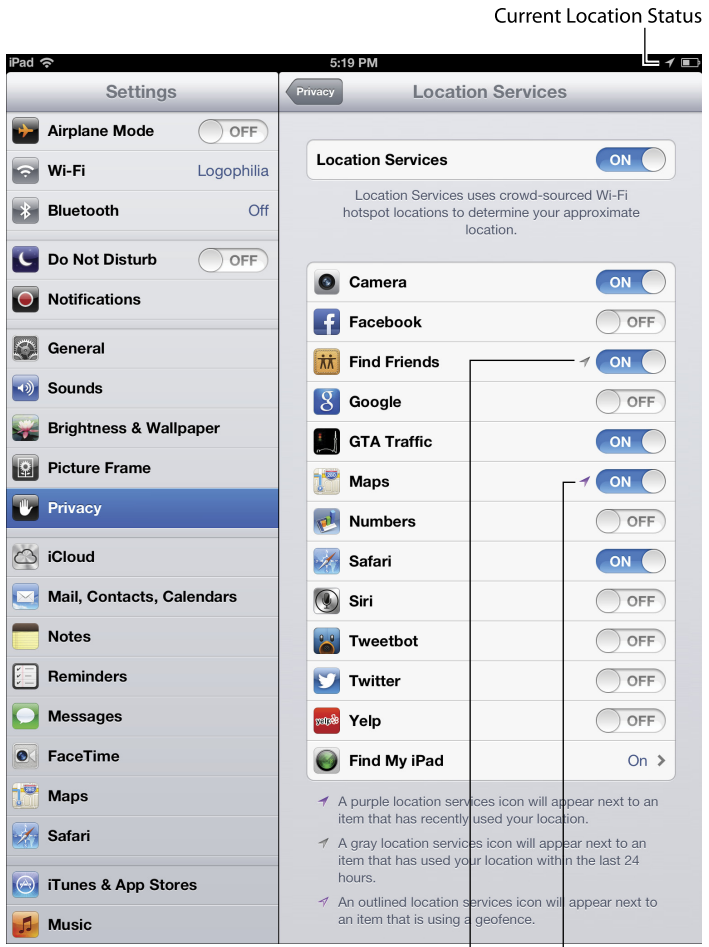 Current Location Status
iPad
5:19 PM
Settings
Airplane Mode OFF
Wi-Fi Logophilia
Bluetooth Off
Do Not Disturb OFF
Notifications
General
Sounds
Brightness & Wallpaper
Picture Frame
Privacy
iCloud
Mail, Contacts, Calendars
Notes
Reminders
Messages
FaceTime
Maps
Safari
iTunes & App Stores
Music
Privacy
Location Services
Location Services ON
Location Services uses crowd-sourced Wi-Fi
hotspot locations to determine your approximate
location.
Camera ON
Facebook OFF
Find Friends ON
Google OFF
GTA Traffic ON
Maps ON
Numbers OFF
Safari ON
Siri OFF
Tweetbot OFF
Twitter OFF
yelp Yelp OFF
Find My iPad On
A purple location services icon will appear next to an
item that has recently used your location.
A gray location services icon will appear next to an
item that has used your location within the last 24
hours.
An outlined location services icon will appear next to
an item that is using a geofence.